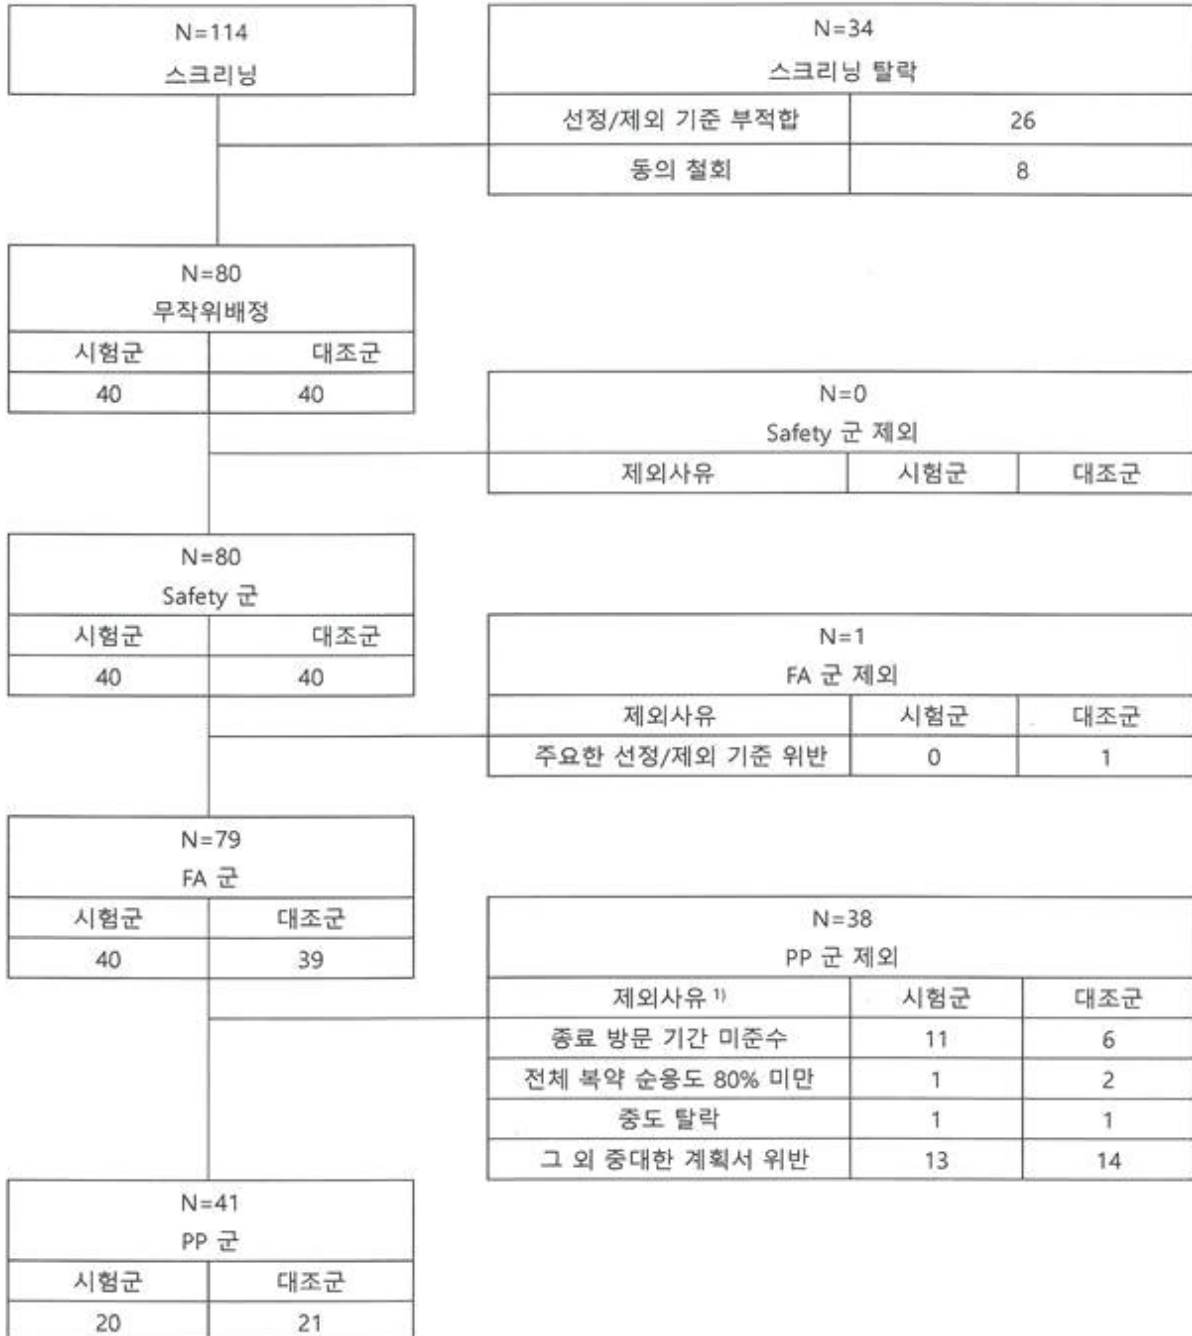 N=114
스크리닝
N=34
스크리닝 탈락
선정/제외 기준 부적합 26
동의 철회 8
N=80
무작위배정
시험군 대조군
40 40
N=0
Safety 군 제외
제외사유 시험군 대조군
N=80
Safety 군
시험군 대조군
40 40
N=1
FA 군 제외
제외사유 시험군 대조군
주요한 선정/제외 기준 위반 0 1
N=79
FA 군
시험군 대조군
40 39
N=38
PP 군 제외
제외사유 1) 시험군 대조군
종료 방문 기간 미준수 11 6
전체 복약 순응도 80% 미만 1 2
중도 탈락 1 1
그 외 중대한 계획서 위반 13 14
N=41
PP 군
시험군 대조군
20 21